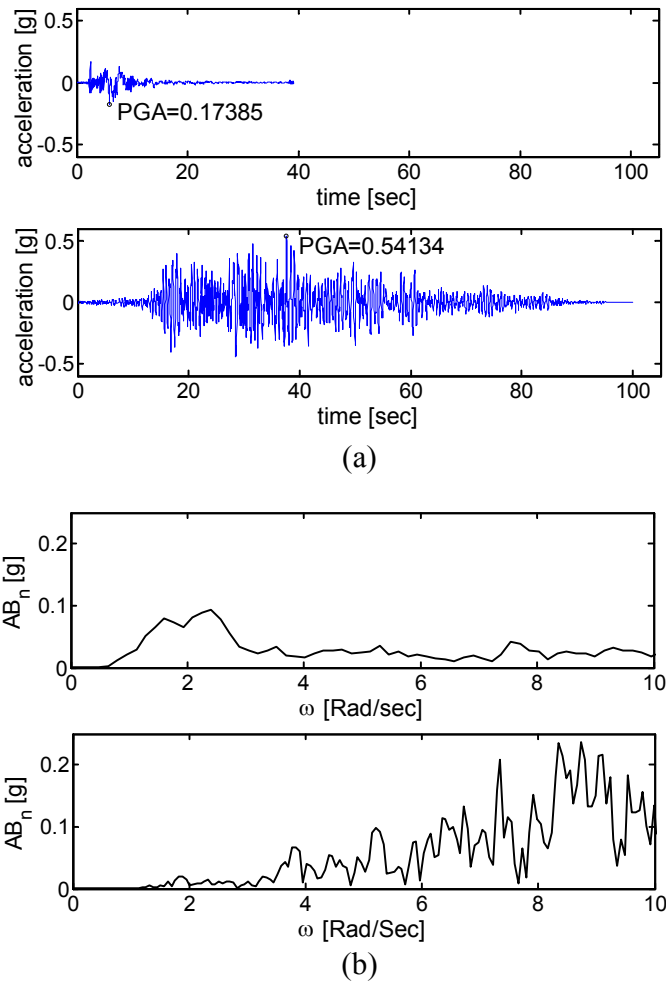 acceleration [g]
0.5
0
-0.5
PGA=0.17385
0 20 40 60 80 100
time [sec]
acceleration [g]
0.5
0
-0.5
PGA=0.54134
0 20 40 60 80 100
time [sec]
(a)
AB_n [g]
0.2
0.1
0
0 2 4 6 8 10
ω [Rad/sec]
AB_n [g]
0.2
0.1
0
0 2 4 6 8 10
ω [Rad/Sec]
(b)